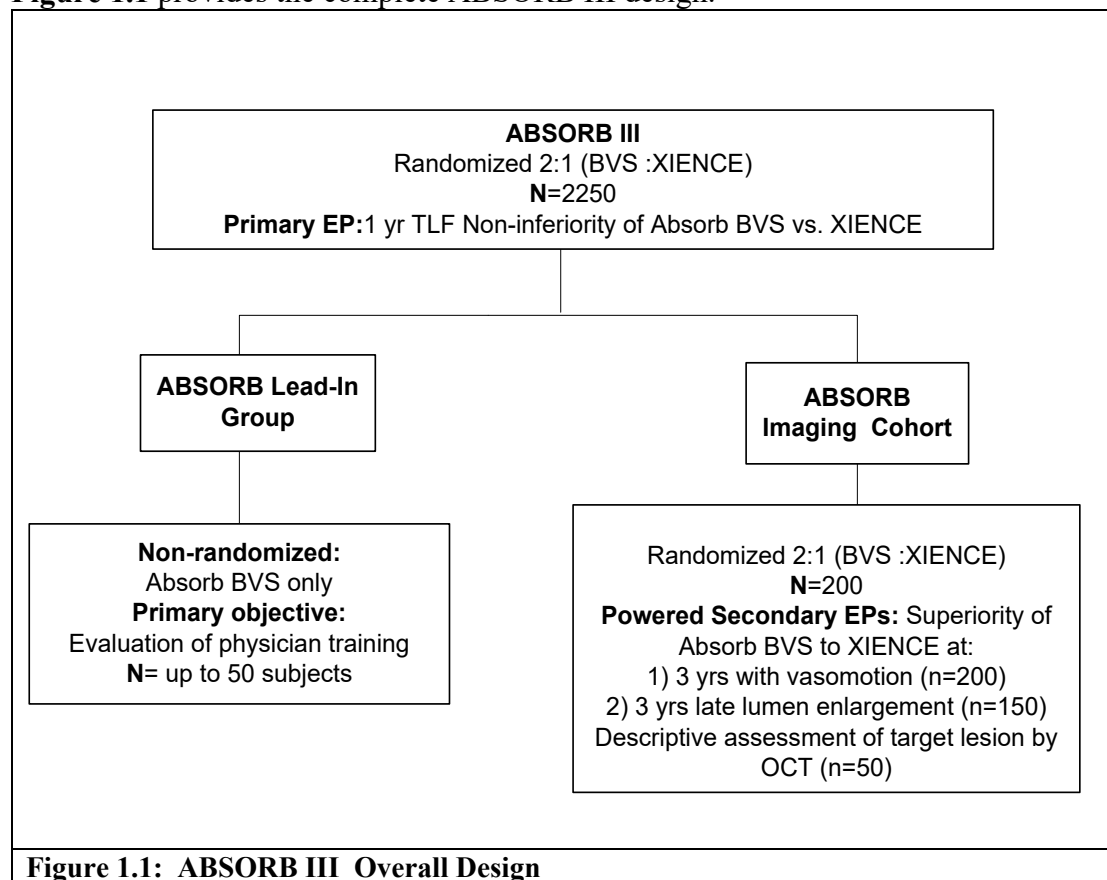 Figure 1.1 provides the complete ABSORB III design.
ABSORB III
Randomized 2:1 (BVS :XIENCE)
N=2250
Primary EP:1 yr TLF Non-inferiority of Absorb BVS vs. XIENCE
ABSORB Lead-In
Group
ABSORB
Imaging Cohort
Non-randomized:
Absorb BVS only
Primary objective:
Evaluation of physician training
N= up to 50 subjects
Randomized 2:1 (BVS :XIENCE)
N=200
Powered Secondary EPs: Superiority of
Absorb BVS to XIENCE at:
1) 3 yrs with vasomotion (n=200)
2) 3 yrs late lumen enlargement (n=150)
Descriptive assessment of target lesion by
OCT (n=50)
Figure 1.1: ABSORB III Overall Design